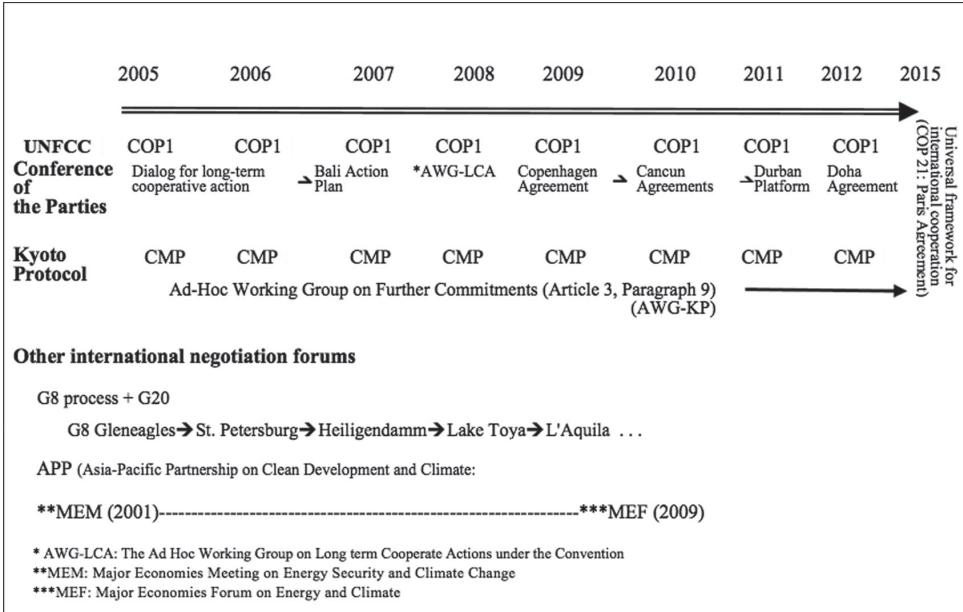 2005 2006 2007 2008 2009 2010 2011 2012 2015
UNFCC COP1 COP1 COP1 COP1 COP1 COP1 COP1 COP1
Conference of the Parties
Dialog for long-term cooperative action
Bali Action Plan
*AWG-LCA
Copenhagen Agreement
Cancun Agreements
Durban Platform
Doha Agreement
Universal framework for
international cooperation
(COP 21: Paris Agreement)
Kyoto Protocol
CMP CMP CMP CMP CMP CMP CMP CMP
Ad-Hoc Working Group on Further Commitments (Article 3, Paragraph 9)
(AWG-KP)
Other international negotiation forums
G8 process + G20
G8 Gleneagles➔St. Petersburg➔Heiligendamm➔Lake Toya➔L'Aquila ...
APP (Asia-Pacific Partnership on Clean Development and Climate:
**MEM (2001)----------------------------------------------------------------***MEF (2009)
* AWG-LCA: The Ad Hoc Working Group on Long term Cooperate Actions under the Convention
**MEM: Major Economies Meeting on Energy Security and Climate Change
***MEF: Major Economies Forum on Energy and Climate